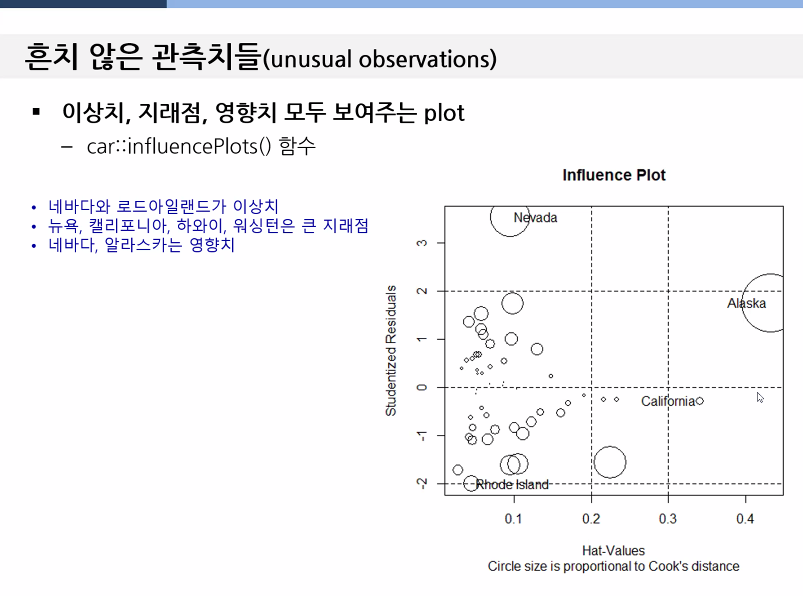 흔치 않은 관측치들(unusual observations)
▪ 이상치, 지래점, 영향치 모두 보여주는 plot
– car::influencePlots() 함수
• 네바다와 로드아일랜드가 이상치
• 뉴욕, 캘리포니아, 하와이, 워싱턴은 큰 지래점
• 네바다, 알라스카는 영향치
Influence Plot
Nevada
Alaska
California
Rhode Island
Studentized Residuals
3
2
1
0
-1
-2
0.1 0.2 0.3 0.4
Hat-Values
Circle size is proportional to Cook's distance